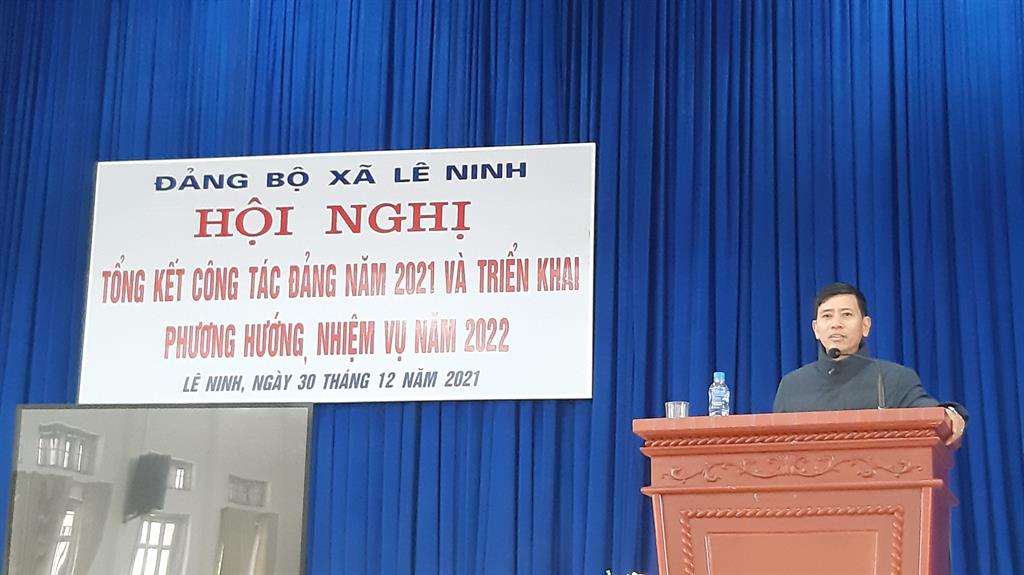 ĐẢNG BỘ XÃ LÊ NINH
HỘI NGHỊ
TỔNG KẾT CÔNG TÁC ĐẢNG NĂM 2021 VÀ TRIỂN KHAI
PHƯƠNG HƯỚNG, NHIỆM VỤ NĂM 2022
LÊ NINH, NGÀY 30 THÁNG 12 NĂM 2021